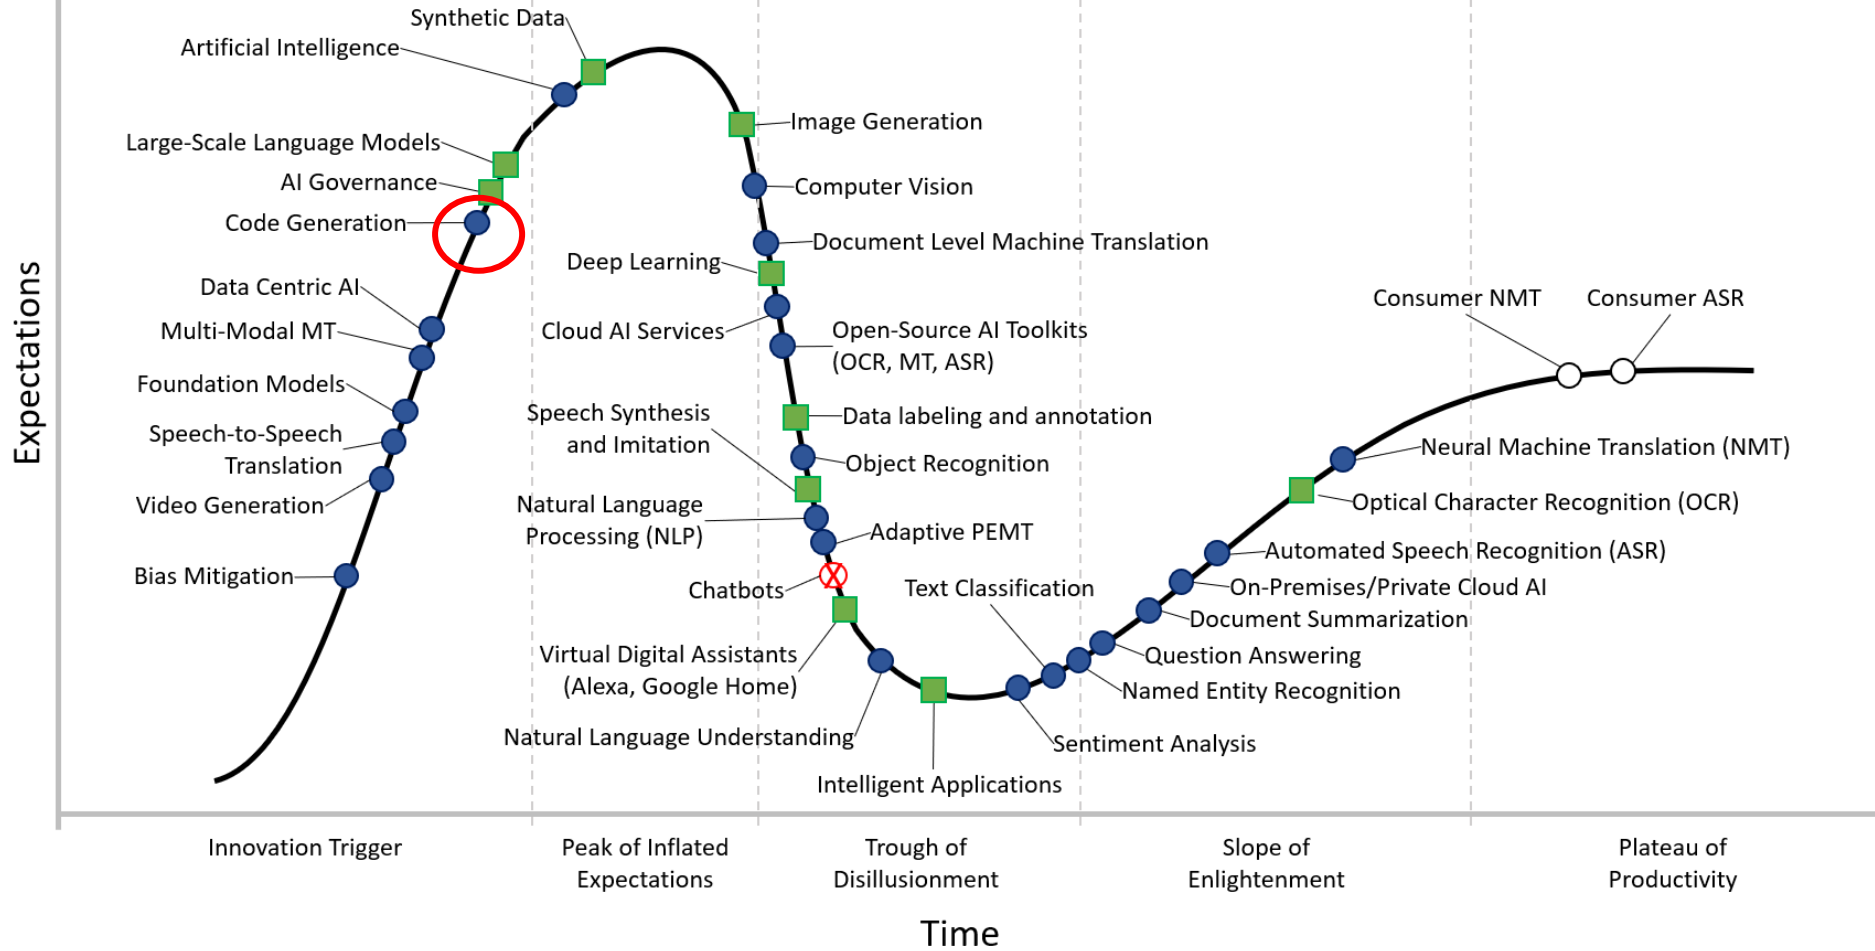 Synthetic Data
Artificial Intelligence
Large-Scale Language Models
AI Governance
Code Generation
Data Centric AI
Multi-Modal MT
Foundation Models
Speech-to-Speech
Translation
Video Generation
Bias Mitigation
Image Generation
Computer Vision
Document Level Machine Translation
Deep Learning
Cloud AI Services
Open-Source AI Toolkits
(OCR, MT, ASR)
Data labeling and annotation
Speech Synthesis
and Imitation
Object Recognition
Natural Language
Processing (NLP)
Adaptive PEMT
Chatbots
Virtual Digital Assistants
(Alexa, Google Home)
Natural Language Understanding
Intelligent Applications
Text Classification
Sentiment Analysis
Named Entity Recognition
Question Answering
Document Summarization
On-Premises/Private Cloud AI
Automated Speech Recognition (ASR)
Optical Character Recognition (OCR)
Neural Machine Translation (NMT)
Consumer NMT
Consumer ASR
Expectations
Innovation Trigger
Peak of Inflated
Expectations
Trough of
Disillusionment
Slope of
Enlightenment
Plateau of
Productivity
Time